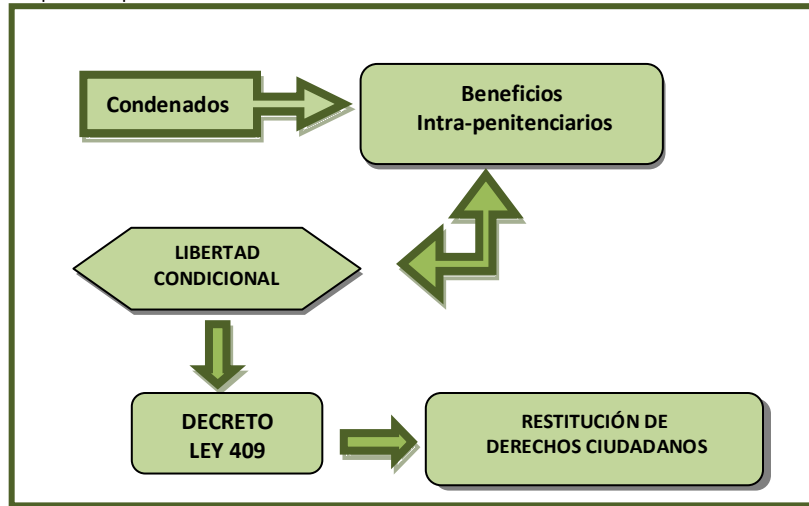 Condenados
Beneficios
Intra-penitenciarios
LIBERTAD
CONDICIONAL
DECRETO
LEY 409
RESTITUCIÓN DE
DERECHOS CIUDADANOS